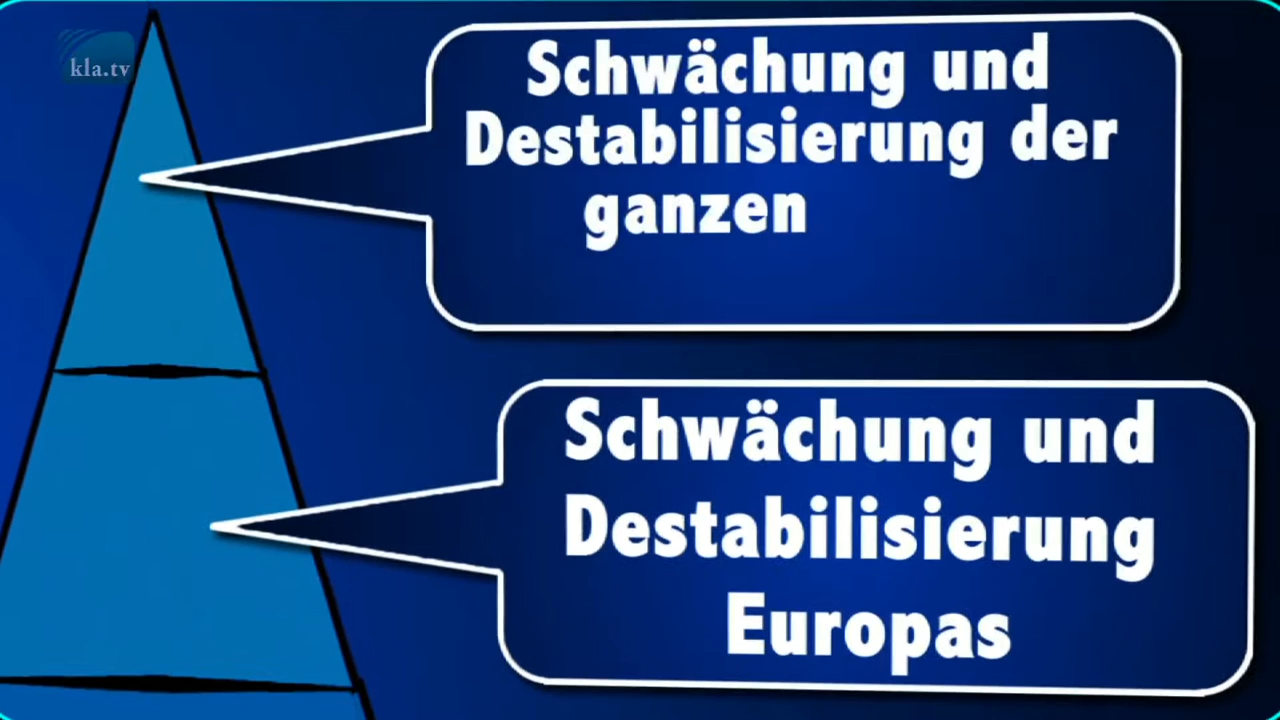 kla.tv
Schwächung und
Destabilisierung der
ganzen
Schwächung und
Destabilisierung
Europas